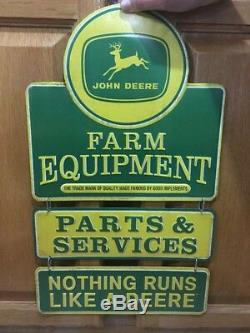 JOHN DEERE
FARM
EQUIPMENT
THE TRADE MARK OF QUALITY MADE FAMOUS BY GOOD IMPLEMENTS
PARTS &
SERVICES
NOTHING RUNS
LIKE A DEERE